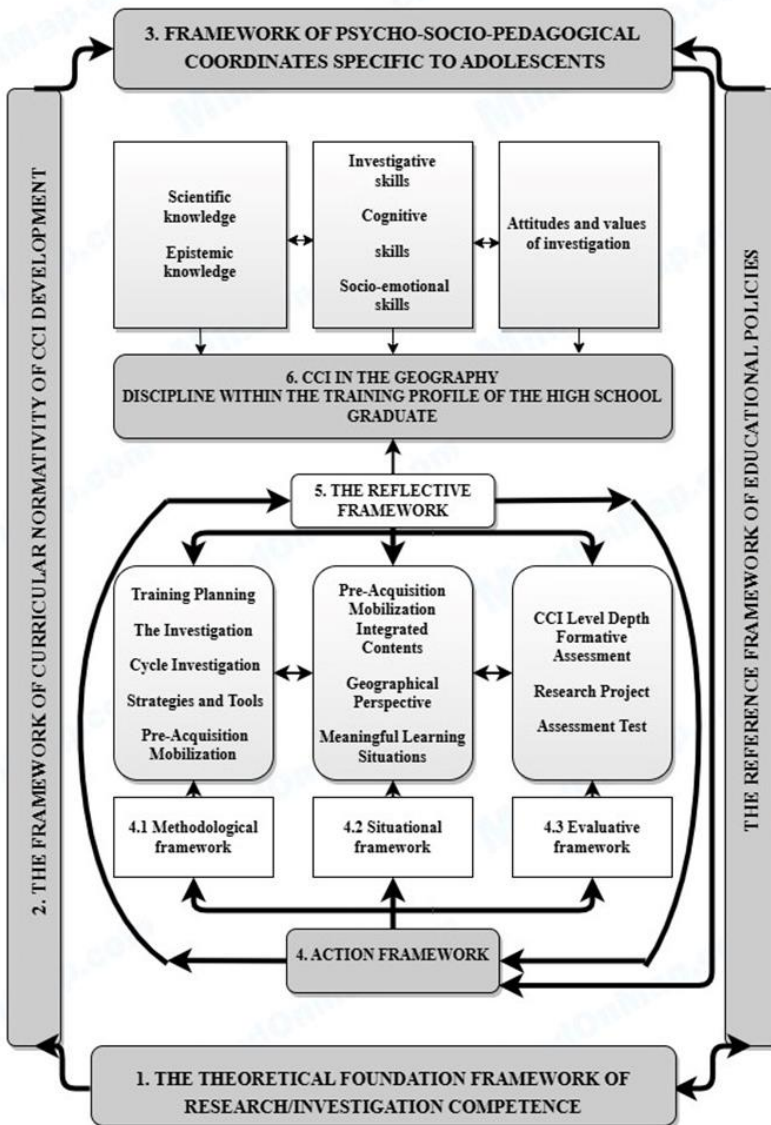 3. FRAMEWORK OF PSYCHO-SOCIO-PEDAGOGICAL
COORDINATES SPECIFIC TO ADOLESCENTS
2. THE FRAMEWORK OF CURRICULAR NORMATIVITY OF CCI DEVELOPMENT
Scientific
knowledge
Epistemic
knowledge
Investigative
skills
Cognitive
skills
Socio-emotional
skills
Attitudes and values
of investigation
THE REFERENCE FRAMEWORK OF EDUCATIONAL POLICIES
6. CCI IN THE GEOGRAPHY
DISCIPLINE WITHIN THE TRAINING PROFILE OF THE HIGH SCHOOL
GRADUATE
5. THE REFLECTIVE
FRAMEWORK
Training Planning
The Investigation
Cycle Investigation
Strategies and Tools
Pre-Acquisition
Mobilization
Pre-Acquisition
Mobilization
Integrated
Contents
Geographical
Perspective
Meaningful Learning
Situations
CCI Level Depth
Formative
Assessment
Research Project
Assessment Test
4.1 Methodological
framework
4.2 Situational
framework
4.3 Evaluative
framework
4. ACTION FRAMEWORK
1. THE THEORETICAL FOUNDATION FRAMEWORK OF
RESEARCH/INVESTIGATION COMPETENCE